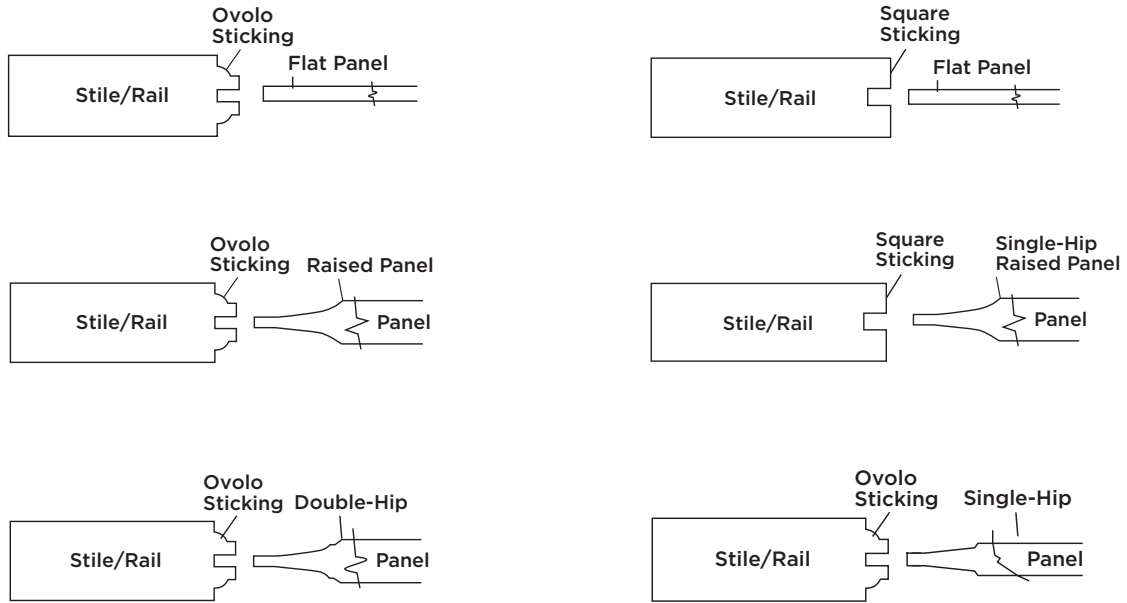 Ovolo
Sticking
Flat Panel
Stile/Rail
Square
Sticking
Flat Panel
Stile/Rail
Ovolo
Sticking
Raised Panel
Stile/Rail
Panel
Square
Sticking
Single-Hip
Raised Panel
Stile/Rail
Panel
Ovolo
Sticking
Double-Hip
Stile/Rail
Panel
Ovolo
Sticking
Single-Hip
Stile/Rail
Panel